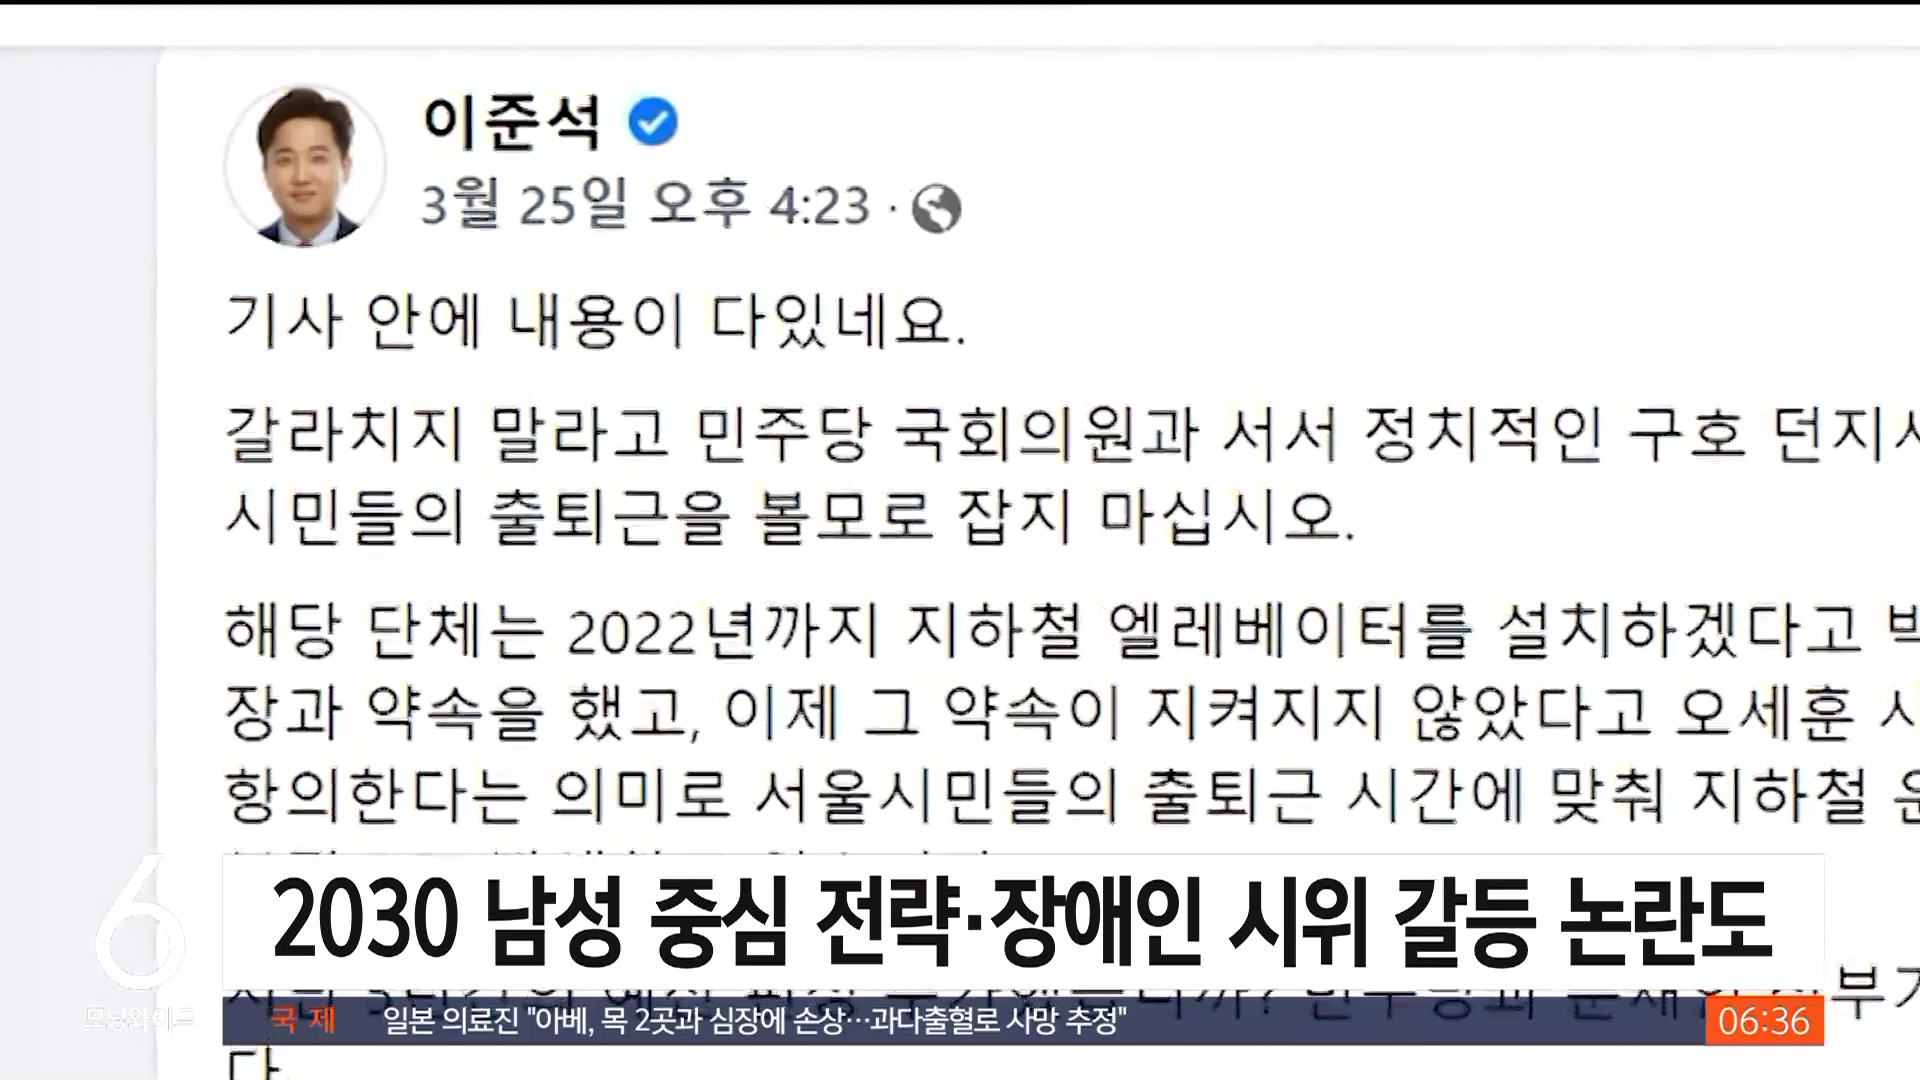 이준석
3월 25일 오후 4:23 ·
기사 안에 내용이 다있네요.
갈라치지 말라고 민주당 국회의원과 서서 정치적인 구호 던지
시민들의 출퇴근을 볼모로 잡지 마십시오.
해당 단체는 2022년까지 지하철 엘레베이터를 설치하겠다고
장과 약속을 했고, 이제 그 약속이 지켜지지 않았다고 오세훈
항의한다는 의미로 서울시민들의 출퇴근 시간에 맞춰 지하철
2030 남성 중심 전략·장애인 시위 갈등 논란도
6
모닝와이드
국 제 일본 의료진 "아베, 목 2곳과 심장에 손상…과다출혈로 사망 추정" 06:36
다.